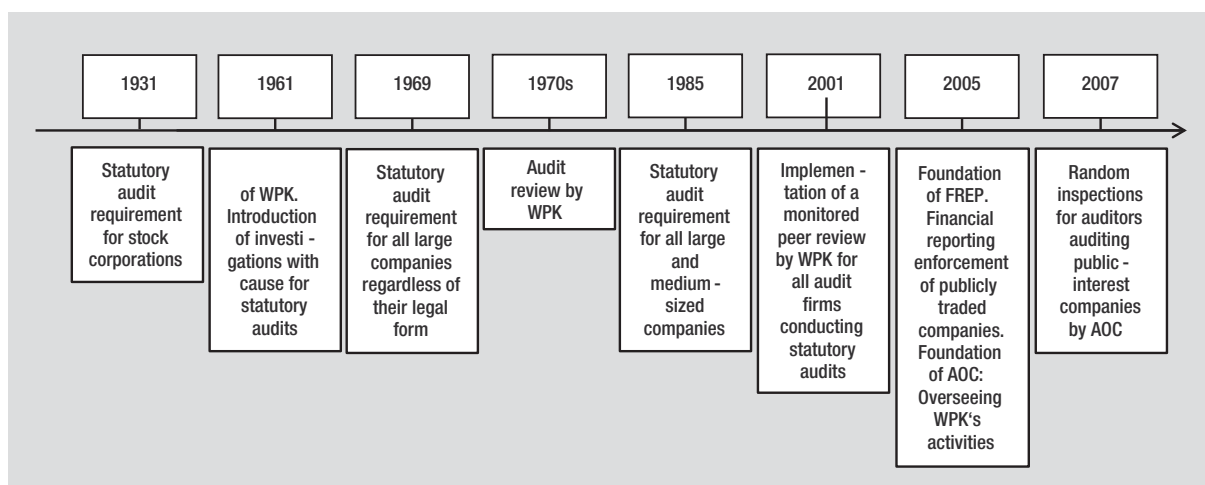 1931
1961
1969
1970s
1985
2001
2005
2007
Statutory
audit
requirement
for stock
corporations
of WPK.
Introduction
of investi -
gations with
cause for
statutory
audits
Statutory
audit
requirement
for all large
companies
regardless of
their legal
form
Audit
review by
WPK
Statutory
audit
requirement
for all large
and
medium -
sized
companies
Implemen -
tation of a
monitored
peer review
by WPK for
all audit
firms
conducting
statutory
audits
Foundation
of FREP.
Financial
reporting
enforcement
of publicly
traded
companies.
Foundation
of AOC:
Overseeing
WPK‘s
activities
Random
inspections
for auditors
auditing
public -
interest
companies
by AOC